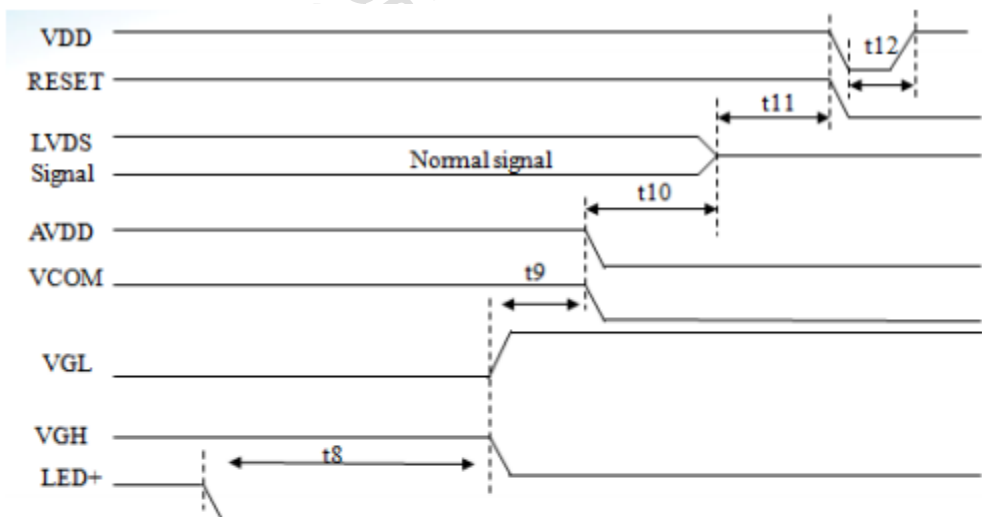 VDD
t12
RESET
t11
LVDS
Signal
Normal signal
t10
AVDD
VCOM
t9
VGL
VGH
t8
LED+